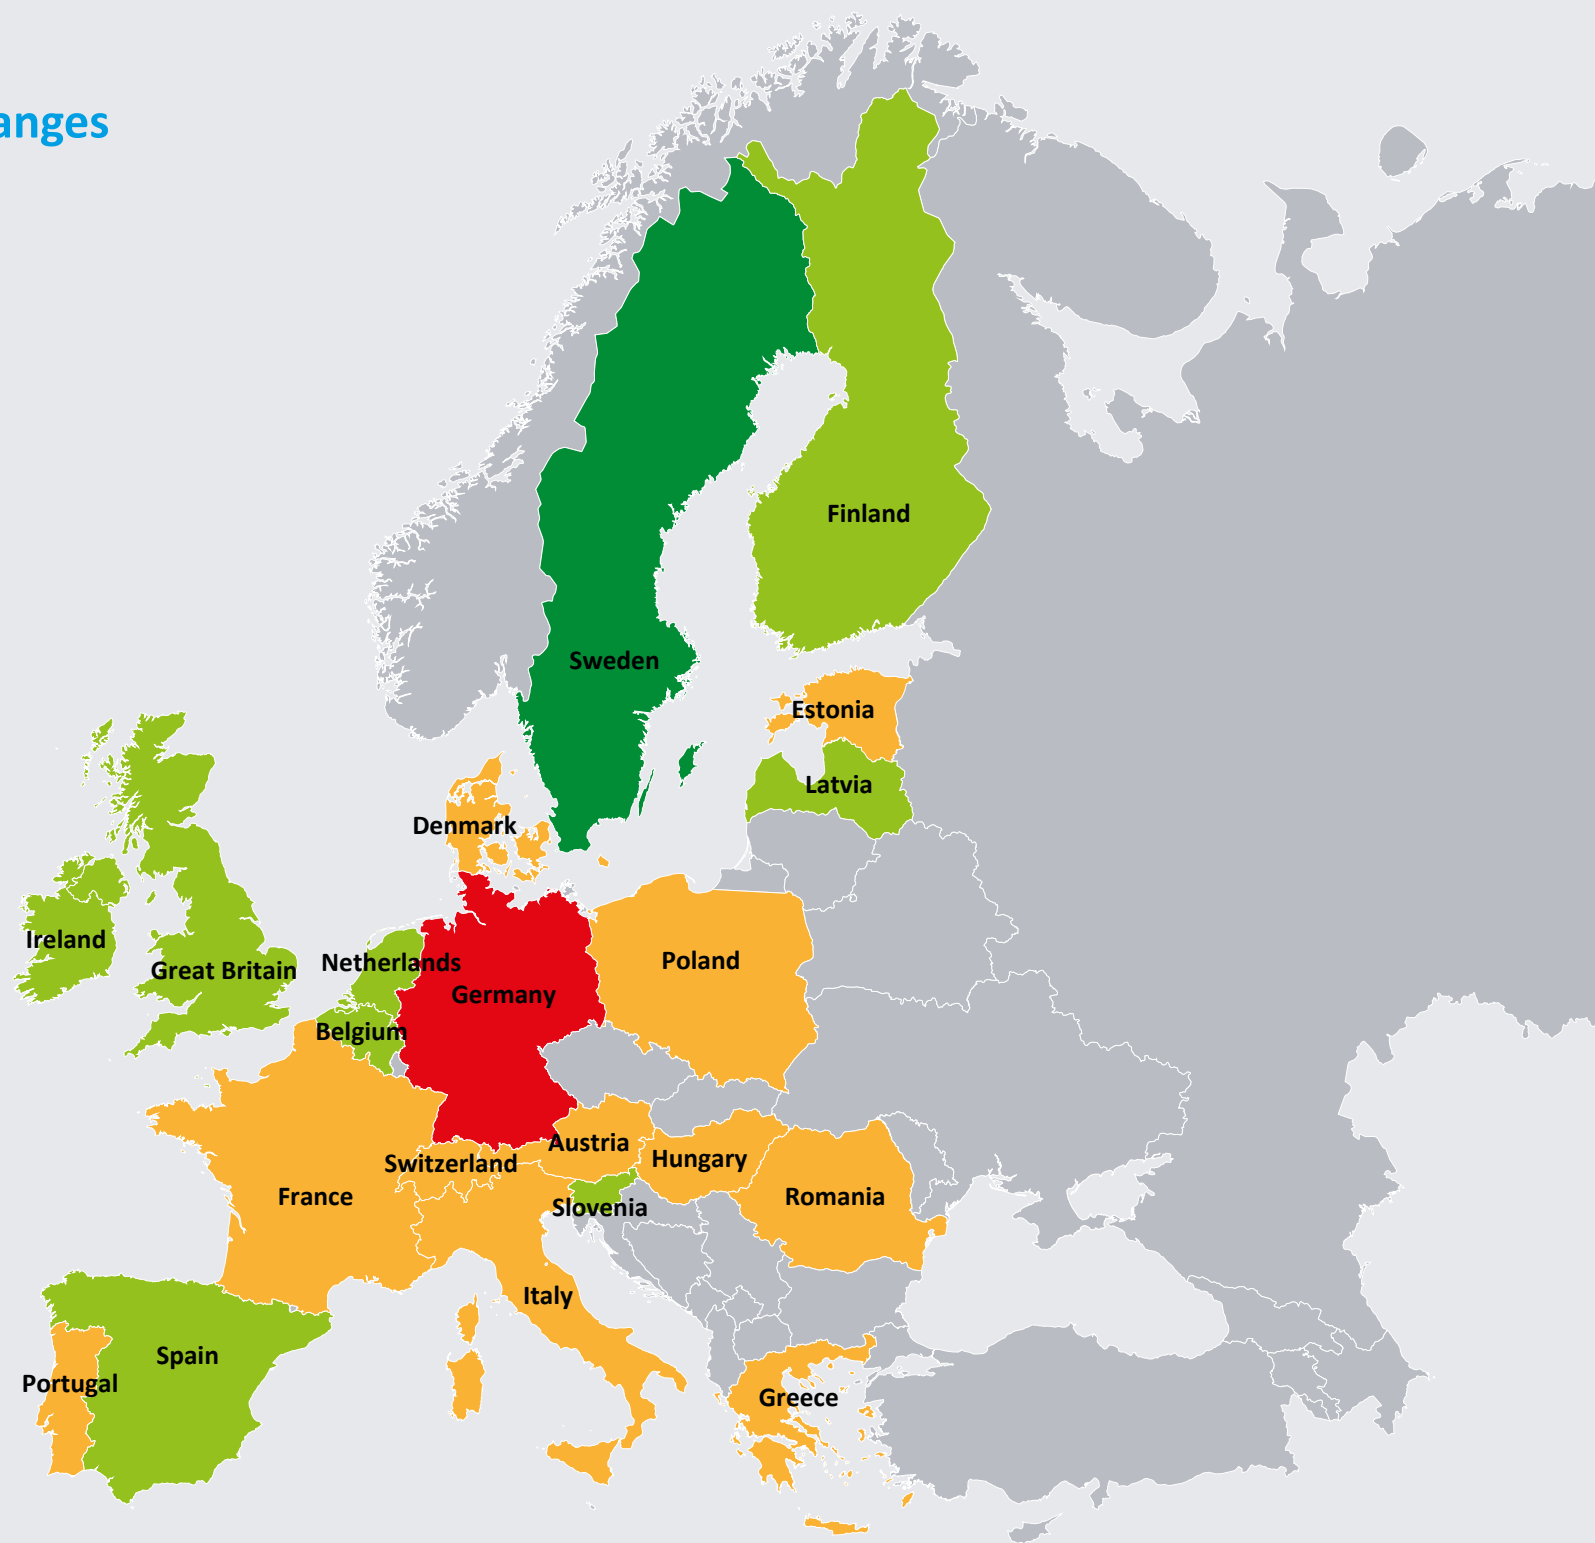 anges
Finland
Sweden
Estonia
Latvia
Denmark
Ireland
Great Britain
Netherlands
Poland
Germany
Belgium
Austria
Switzerland
Hungary
France
Slovenia
Romania
Italy
Spain
Portugal
Greece